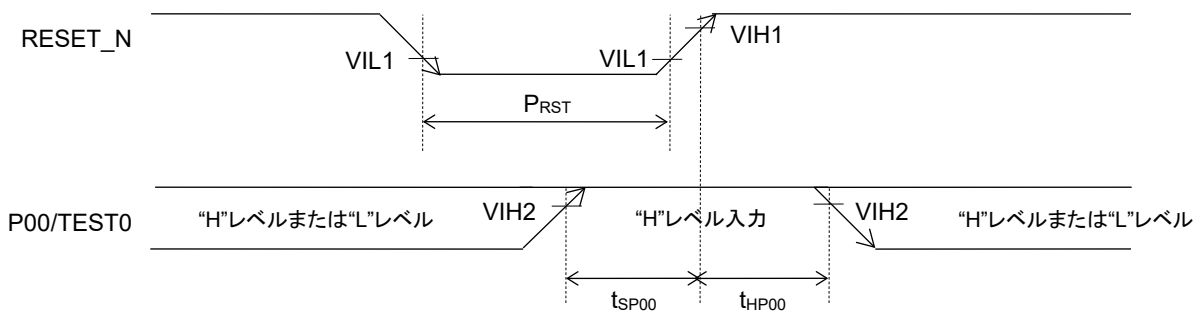 RESET_N
VIL1
VIL1
VIH1
PRST
P00/TEST0
“H”レベルまたは“L”レベル
VIH2
“H”レベル入力
VIH2
“H”レベルまたは“L”レベル
tSP00
tHP00